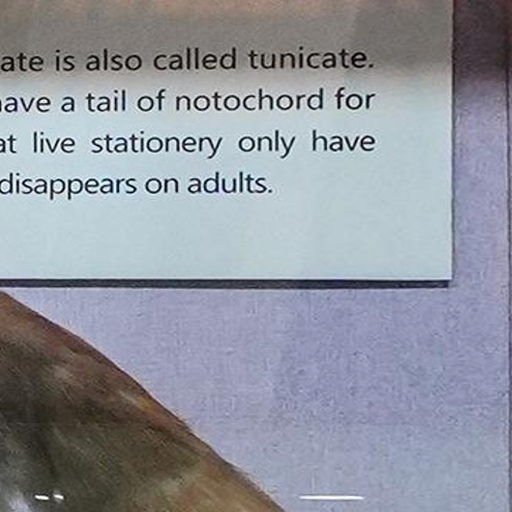 ate is also called tunicate.
ave a tail of notochord for
at live stationery only have
disappears on adults.